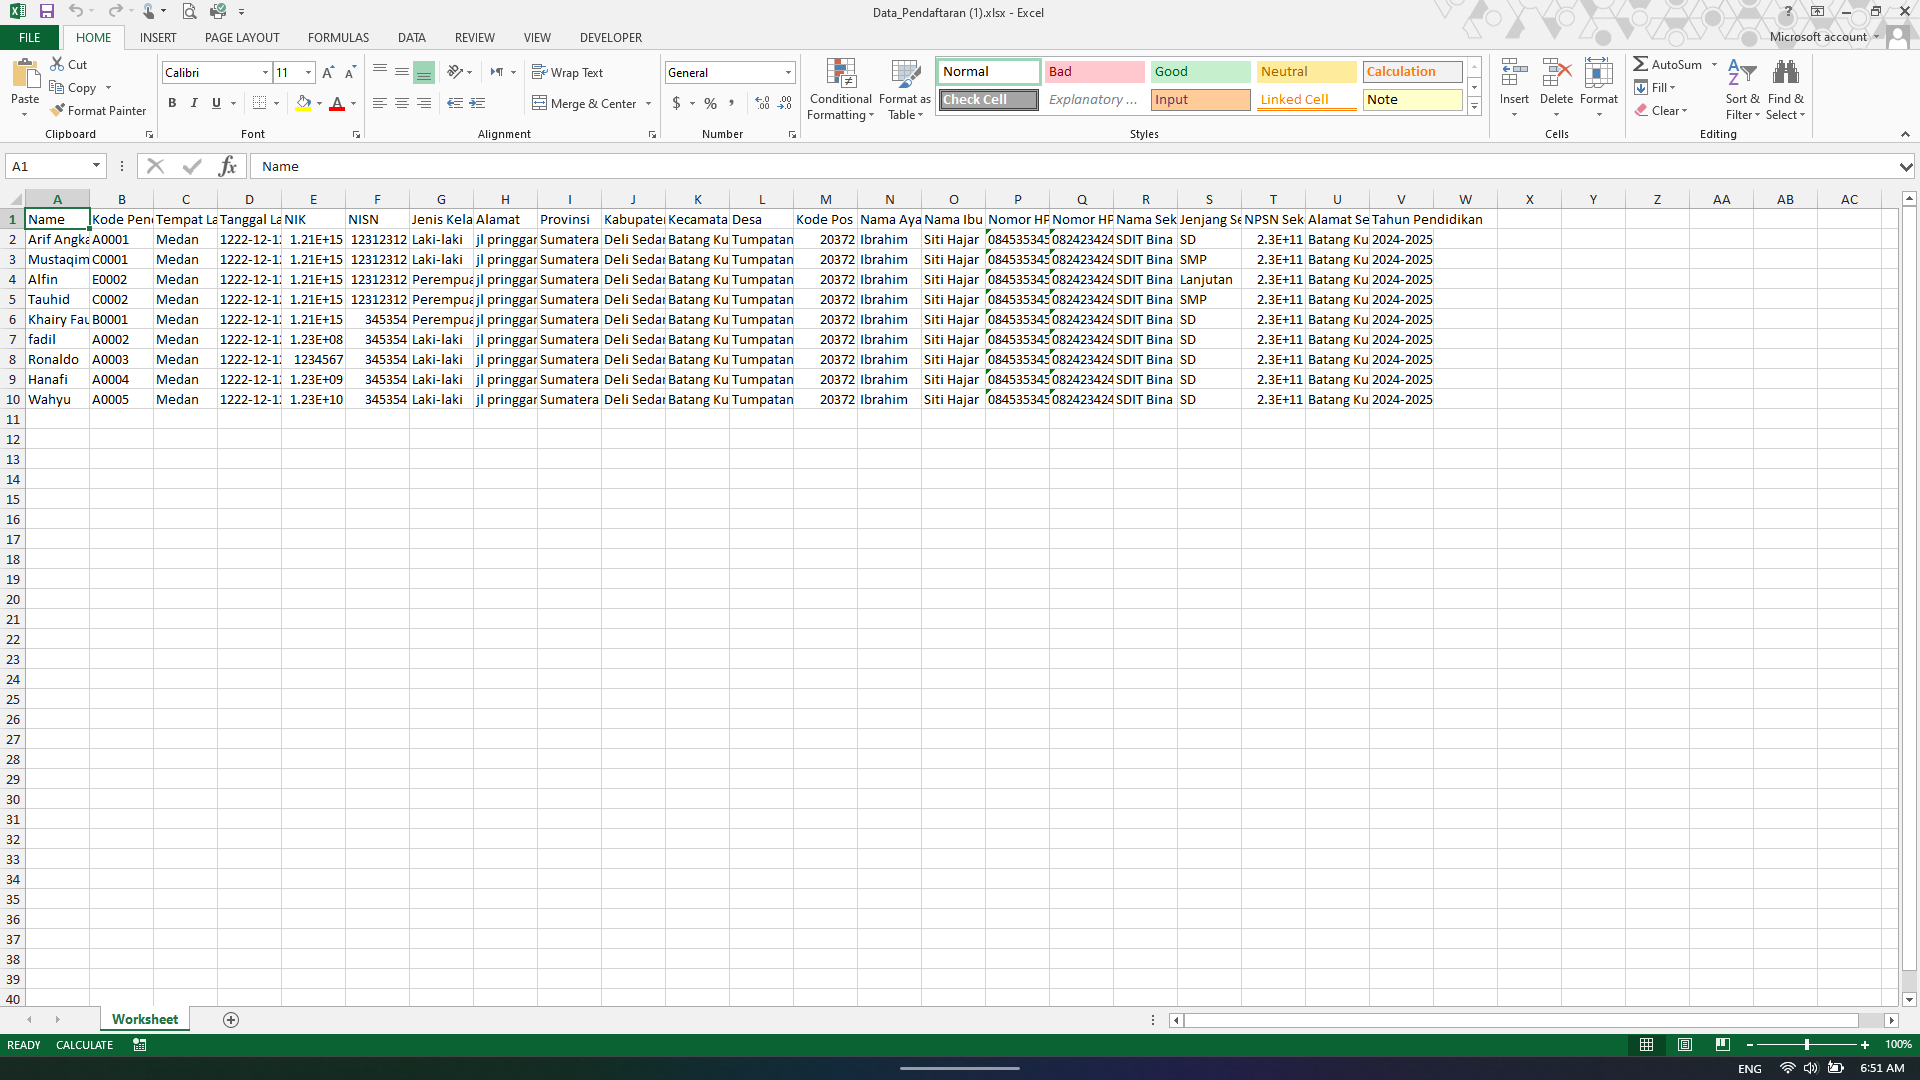 Data_Pendaftaran (1).xlsx - Excel
FILE HOME INSERT PAGE LAYOUT FORMULAS DATA REVIEW VIEW DEVELOPER Microsoft account
Paste Cut Copy Format Painter Clipboard
Calibri 11 B I U Font
Wrap Text Merge & Center Alignment
General $ % , Number
Conditional Formatting Format as Table
Normal Bad Good Neutral Calculation
Check Cell Explanatory ... Input Linked Cell Note
Styles
Insert Delete Format Cells
AutoSum Fill Clear Sort & Filter Find & Select Editing
A1 fx Name
A B C D E F G H I J K L M N O P Q R S T U V W X Y Z AA AB AC
1 Name Kode Pen Tempat La Tanggal La NIK NISN Jenis Kela Alamat Provinsi Kabupate Kecamata Desa Kode Pos Nama Aya Nama Ibu Nomor HP Nomor HP Nama Sek Jenjang Se NPSN Sek Alamat Se Tahun Pendidikan
2 Arif Angka A0001 Medan 1222-12-12 1.21E+15 12312312 Laki-laki jl pringgar Sumatera Deli Sedar Batang Ku Tumpatan 20372 Ibrahim Siti Hajar 084535345 082423424 SDIT Bina SD 2.3E+11 Batang Ku 2024-2025
3 Mustaqim C0001 Medan 1222-12-12 1.21E+15 12312312 Laki-laki jl pringgar Sumatera Deli Sedar Batang Ku Tumpatan 20372 Ibrahim Siti Hajar 084535345 082423424 SDIT Bina SMP 2.3E+11 Batang Ku 2024-2025
4 Alfin E0002 Medan 1222-12-12 1.21E+15 12312312 Perempua jl pringgar Sumatera Deli Sedar Batang Ku Tumpatan 20372 Ibrahim Siti Hajar 084535345 082423424 SDIT Bina Lanjutan 2.3E+11 Batang Ku 2024-2025
5 Tauhid C0002 Medan 1222-12-12 1.21E+15 12312312 Perempua jl pringgar Sumatera Deli Sedar Batang Ku Tumpatan 20372 Ibrahim Siti Hajar 084535345 082423424 SDIT Bina SMP 2.3E+11 Batang Ku 2024-2025
6 Khairy Fau B0001 Medan 1222-12-12 1.21E+15 345354 Perempua jl pringgar Sumatera Deli Sedar Batang Ku Tumpatan 20372 Ibrahim Siti Hajar 084535345 082423424 SDIT Bina SD 2.3E+11 Batang Ku 2024-2025
7 fadil A0002 Medan 1222-12-12 1.23E+08 345354 Laki-laki jl pringgar Sumatera Deli Sedar Batang Ku Tumpatan 20372 Ibrahim Siti Hajar 084535345 082423424 SDIT Bina SD 2.3E+11 Batang Ku 2024-2025
8 Ronaldo A0003 Medan 1222-12-12 1234567 345354 Laki-laki jl pringgar Sumatera Deli Sedar Batang Ku Tumpatan 20372 Ibrahim Siti Hajar 084535345 082423424 SDIT Bina SD 2.3E+11 Batang Ku 2024-2025
9 Hanafi A0004 Medan 1222-12-12 1.23E+09 345354 Laki-laki jl pringgar Sumatera Deli Sedar Batang Ku Tumpatan 20372 Ibrahim Siti Hajar 084535345 082423424 SDIT Bina SD 2.3E+11 Batang Ku 2024-2025
10 Wahyu A0005 Medan 1222-12-12 1.23E+10 345354 Laki-laki jl pringgar Sumatera Deli Sedar Batang Ku Tumpatan 20372 Ibrahim Siti Hajar 084535345 082423424 SDIT Bina SD 2.3E+11 Batang Ku 2024-2025
11
12
13
14
15
16
17
18
19
20
21
22
23
24
25
26
27
28
29
30
31
32
33
34
35
36
37
38
39
40
Worksheet
READY CALCULATE 100%
ENG 6:51 AM